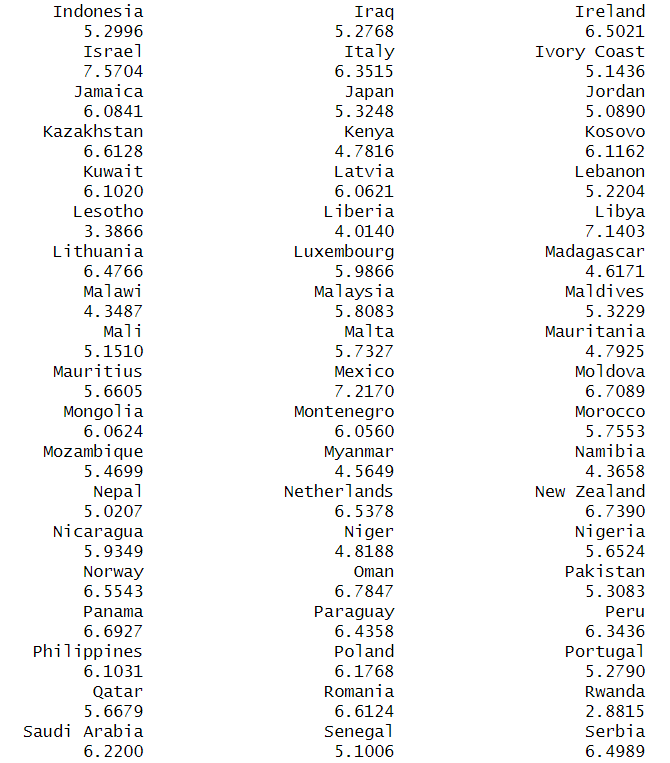 Indonesia Iraq Ireland
5.2996 5.2768 6.5021
Israel Italy Ivory Coast
7.5704 6.3515 5.1436
Jamaica Japan Jordan
6.0841 5.3248 5.0890
Kazakhstan Kenya Kosovo
6.6128 4.7816 6.1162
Kuwait Latvia Lebanon
6.1020 6.0621 5.2204
Lesotho Liberia Libya
3.3866 4.0140 7.1403
Lithuania Luxembourg Madagascar
6.4766 5.9866 4.6171
Malawi Malaysia Maldives
4.3487 5.8083 5.3229
Mali Malta Mauritania
5.1510 5.7327 4.7925
Mauritius Mexico Moldova
5.6605 7.2170 6.7089
Mongolia Montenegro Morocco
6.0624 6.0560 5.7553
Mozambique Myanmar Namibia
5.4699 4.5649 4.3658
Nepal Netherlands New Zealand
5.0207 6.5378 6.7390
Nicaragua Niger Nigeria
5.9349 4.8188 5.6524
Norway Oman Pakistan
6.5543 6.7847 5.3083
Panama Paraguay Peru
6.6927 6.4358 6.3436
Philippines Poland Portugal
6.1031 6.1768 5.2790
Qatar Romania Rwanda
5.6679 6.6124 2.8815
Saudi Arabia Senegal Serbia
6.2200 5.1006 6.4989